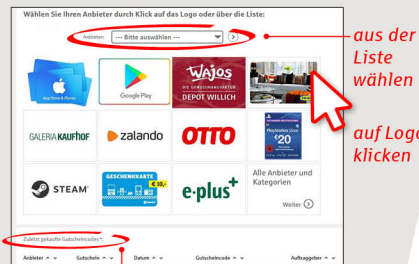 Wählen Sie Ihren Anbieter durch Klick auf das Logo oder über die Liste:
Anbieter: --- Bitte auswählen ---
aus der
Liste
wählen
App Store & iTunes
Google Play
WAJOS
DIE GENUSSMANUFAKTUR
DEPOT WILLICH
auf Logo
klicken
GALERIA KAUFHOF
zalando
OTTO
PlayStation Store
€20
STEAM
GESCHENKKARTE
€ 10,-
e·plus+
Alle Anbieter und
Kategorien
Weiter
Zuletzt gekaufte Gutscheincodes*:
Anbieter Gutschein Datum Gutscheincode Auftraggeber